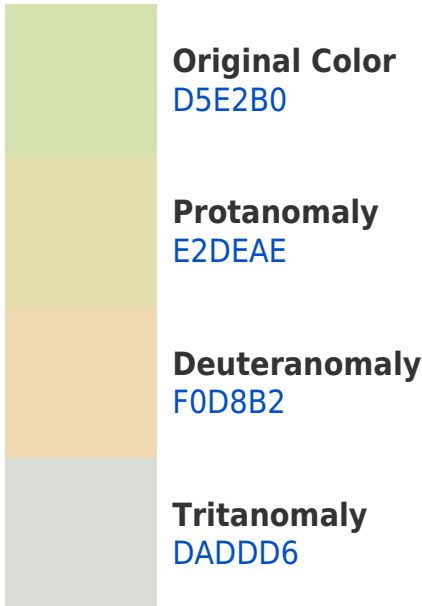 Original Color
D5E2B0
Protanomaly
E2DEAE
Deuteranomaly
F0D8B2
Tritanomaly
DADDD6